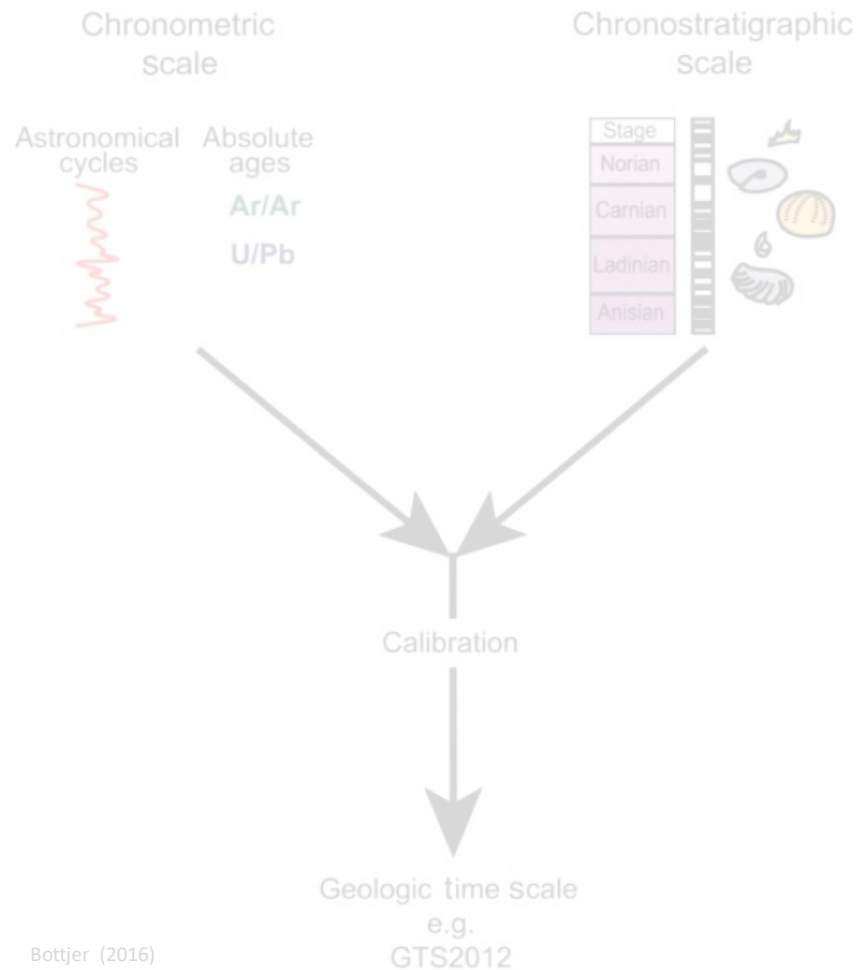 Chronometric
scale
Chronostratigraphic
scale
Astronomical
cycles
Absolute
ages
Ar/Ar
U/Pb
Stage
Norian
Carnian
Ladinian
Anisian
Calibration
Geologic time scale
e.g.
GTS2012
Bottjer (2016)